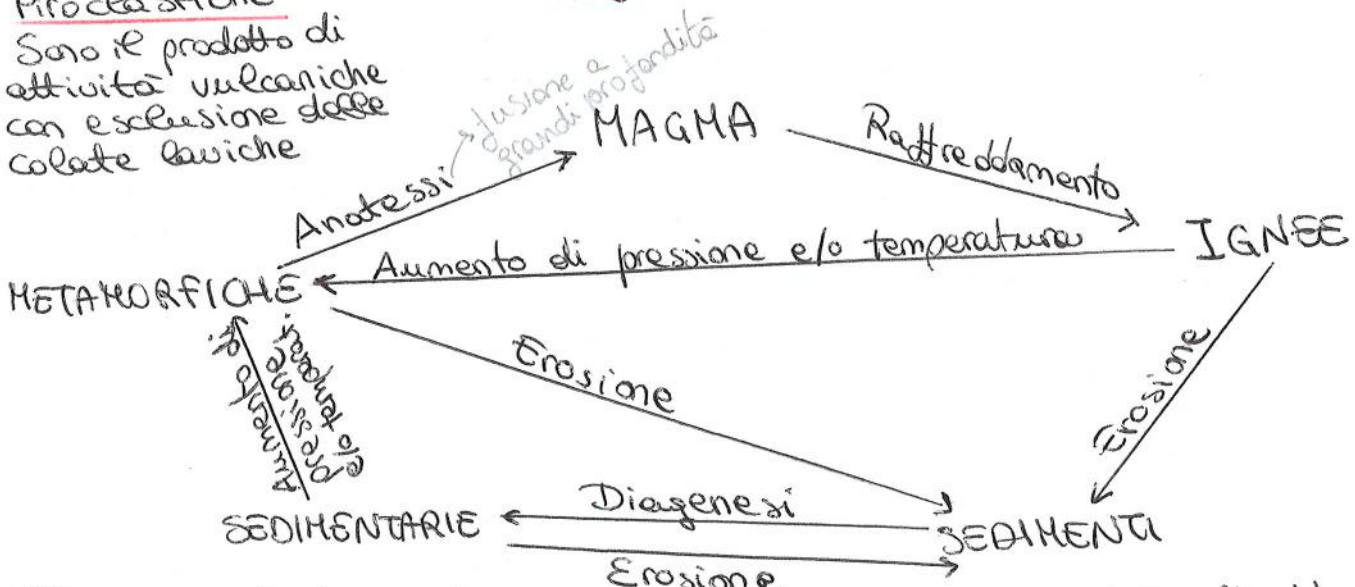 Piroclastiche
Sono il prodotto di
attività vulcaniche
con esclusione delle
colate laviche
fusione a
grandi profondità
MAGMA
Raffreddamento
Anatessi
IGNEE
Aumento di pressione e/o temperatura
METAMORFICHE
Aumento di
pressione
e/o temperat.
Erosione
Erosione
Diagenesi
SEDIMENTARIE
SEDIMENTI
Erosione